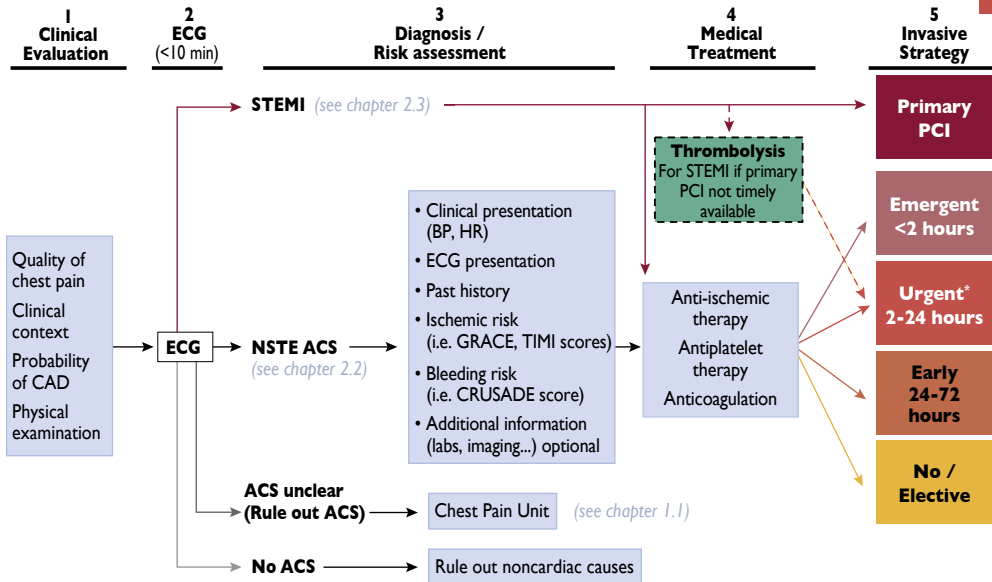 1
Clinical
Evaluation
2
ECG
(<10 min)
3
Diagnosis /
Risk assessment
4
Medical
Treatment
5
Invasive
Strategy
STEMI (see chapter 2.3)
Primary
PCI
Thrombolysis
For STEMI if primary
PCI not timely
available
Emergent
<2 hours
Quality of
chest pain
Clinical
context
Probability
of CAD
Physical
examination
ECG
NSTE ACS
(see chapter 2.2)
• Clinical presentation
(BP, HR)
• ECG presentation
• Past history
• Ischemic risk
(i.e. GRACE, TIMI scores)
• Bleeding risk
(i.e. CRUSADE score)
• Additional information
(labs, imaging...) optional
Anti-ischemic
therapy
Antiplatelet
therapy
Anticoagulation
Urgent*
2-24 hours
Early
24-72
hours
No /
Elective
ACS unclear
(Rule out ACS)
Chest Pain Unit
(see chapter 1.1)
No ACS
Rule out noncardiac causes